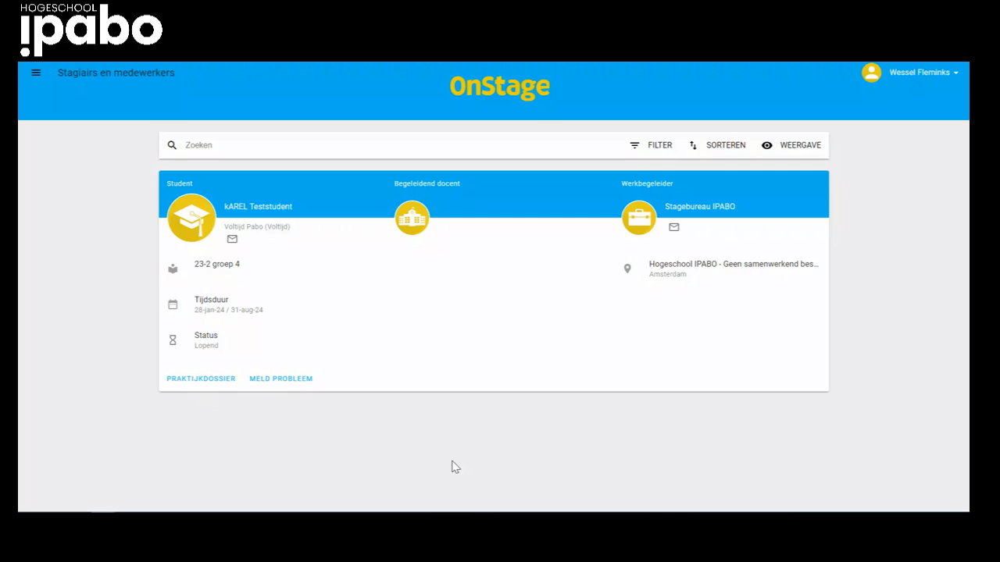 HOGESCHOOL
ipabo
Stagiairs en medewerkers
OnStage
Wessel Fleminks
Zoeken
FILTER
SORTEREN
WEERGAVE
Student
Begeleidend docent
Werkbegeleider
kAREL Teststudent
Voltijd Pabo (Voltijd)
Stagebureau IPABO
23-2 groep 4
Hogeschool IPABO - Geen samenwerkend bes...
Amsterdam
Tijdsduur
28-jan-24 / 31-aug-24
Status
Lopend
PRAKTIJKDOSSIER
MELD PROBLEEM